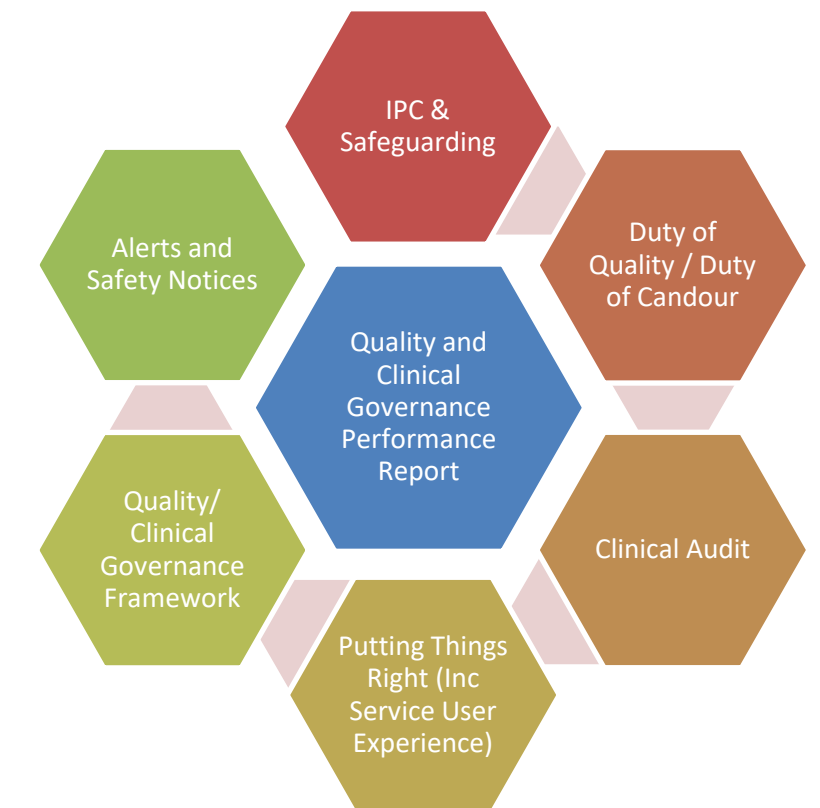 IPC &
Safeguarding
Duty of
Quality / Duty
of Candour
Alerts and
Safety Notices
Quality and
Clinical
Governance
Performance
Report
Clinical Audit
Quality/
Clinical
Governance
Framework
Putting Things
Right (Inc
Service User
Experience)